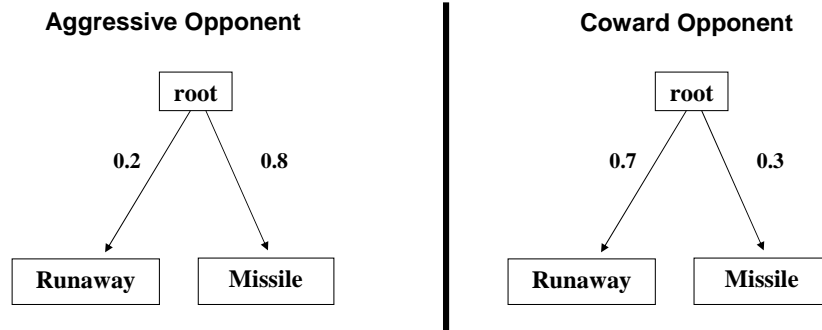 Aggressive Opponent
root
0.2
0.8
Runaway
Missile
Coward Opponent
root
0.7
0.3
Runaway
Missile